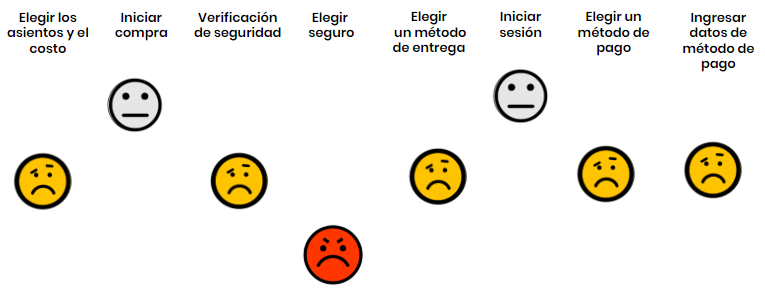 Elegir los
asientos y el
costo
Iniciar
compra
Verificación
de seguridad
Elegir
seguro
Elegir
un método
de entrega
Iniciar
sesión
Elegir un
método de
pago
Ingresar
datos de
método de
pago